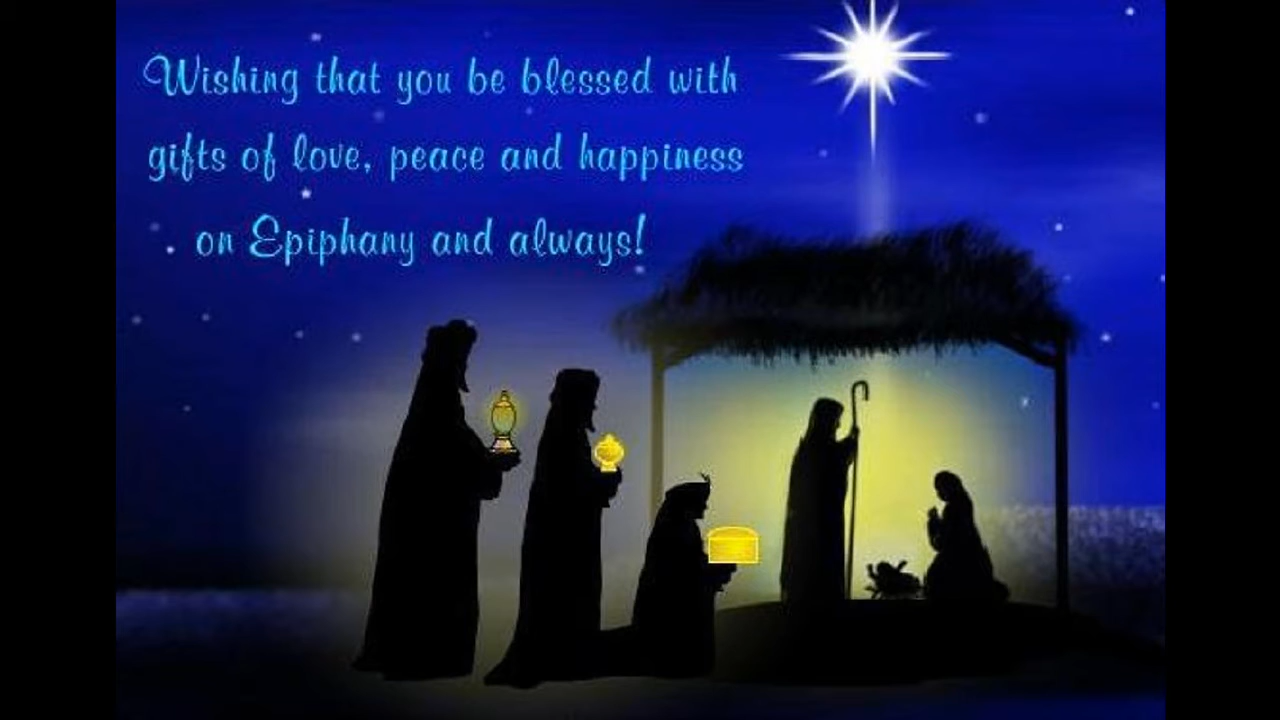 Wishing that you be blessed with
gifts of love, peace and happiness
on Epiphany and always!